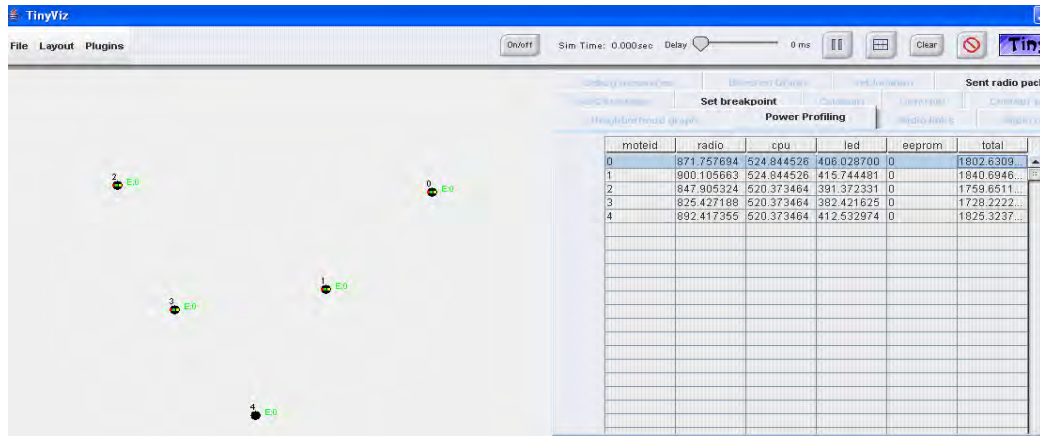 TinyViz
File Layout Plugins On/off Sim Time: 0.000sec Delay 0 ms Clear
Sent radio pac
Set breakpoint
Power Profiling
moteid radio cpu led eeprom total
0 871.757694 524.844526 406.028700 0 1802.6309...
1 900.105663 524.844526 415.744481 0 1840.6946...
2 847.905324 520.373464 391.372331 0 1759.6511...
3 825.427188 520.373464 382.421625 0 1728.2222...
4 892.417355 520.373464 412.532974 0 1825.3237...
2 E:0
0 E:0
1 E:0
3 E:0
4 E:0